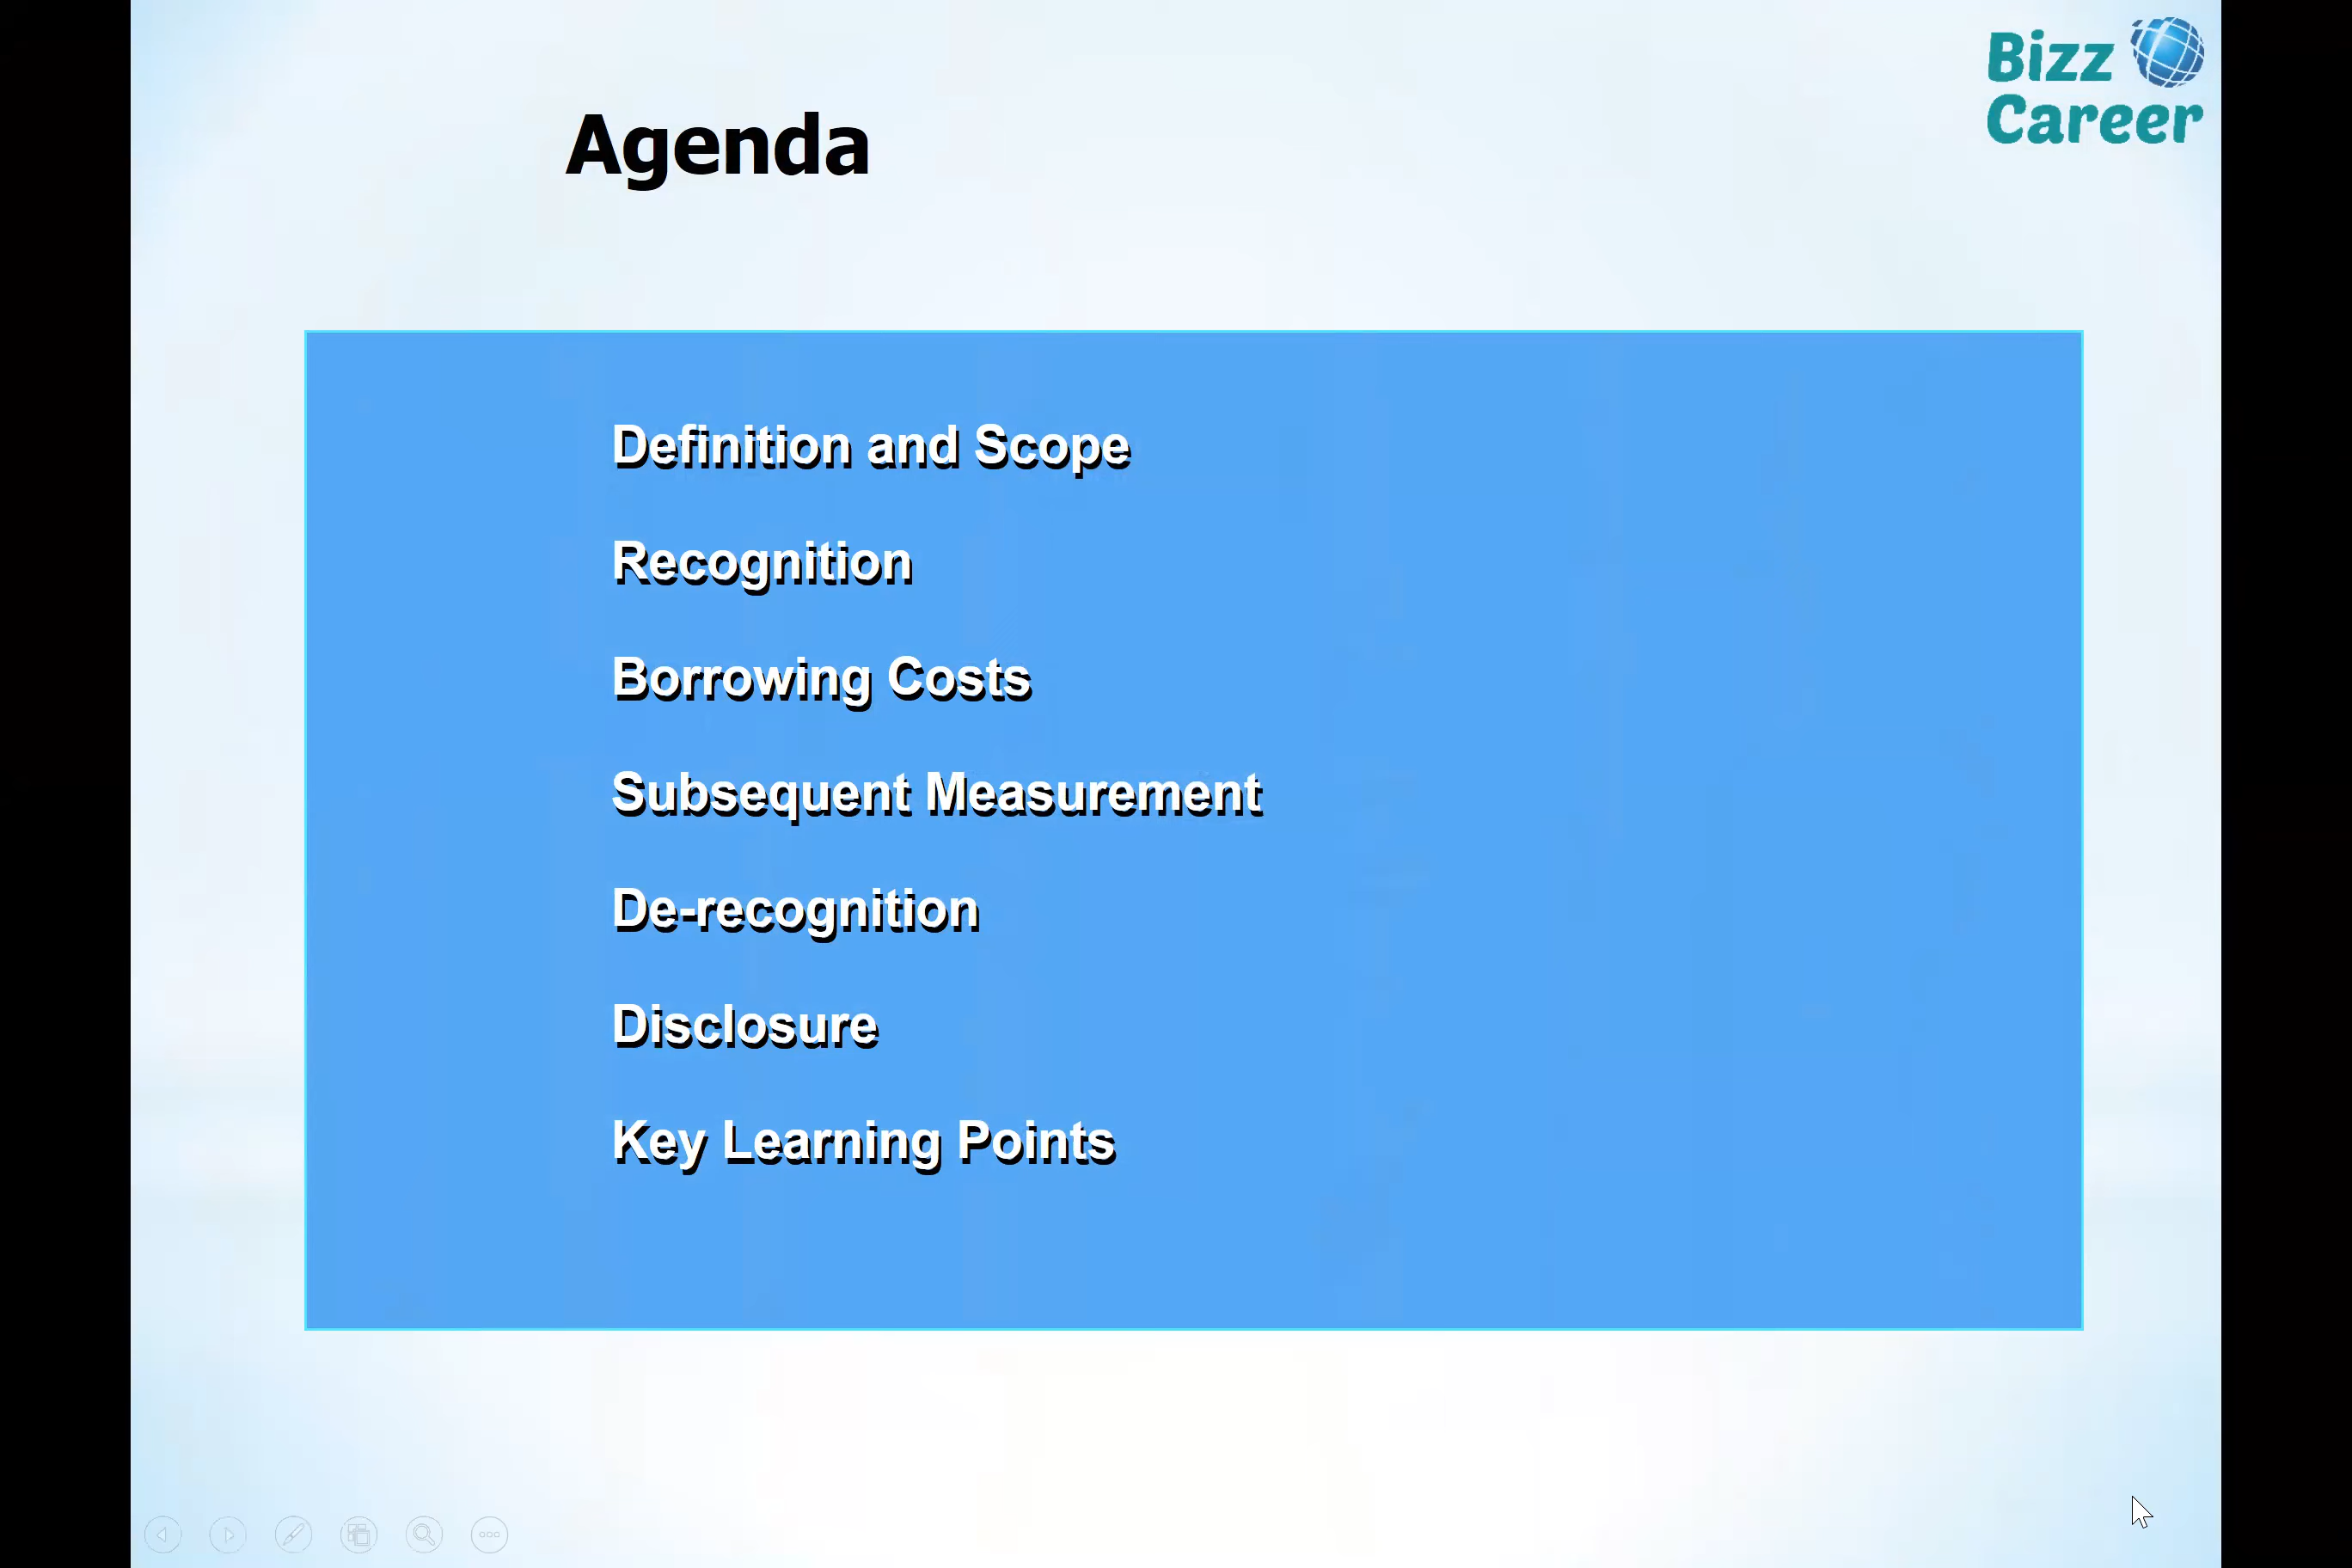 Bizz
Career
Agenda
Definition and Scope
Recognition
Borrowing Costs
Subsequent Measurement
De-recognition
Disclosure
Key Learning Points